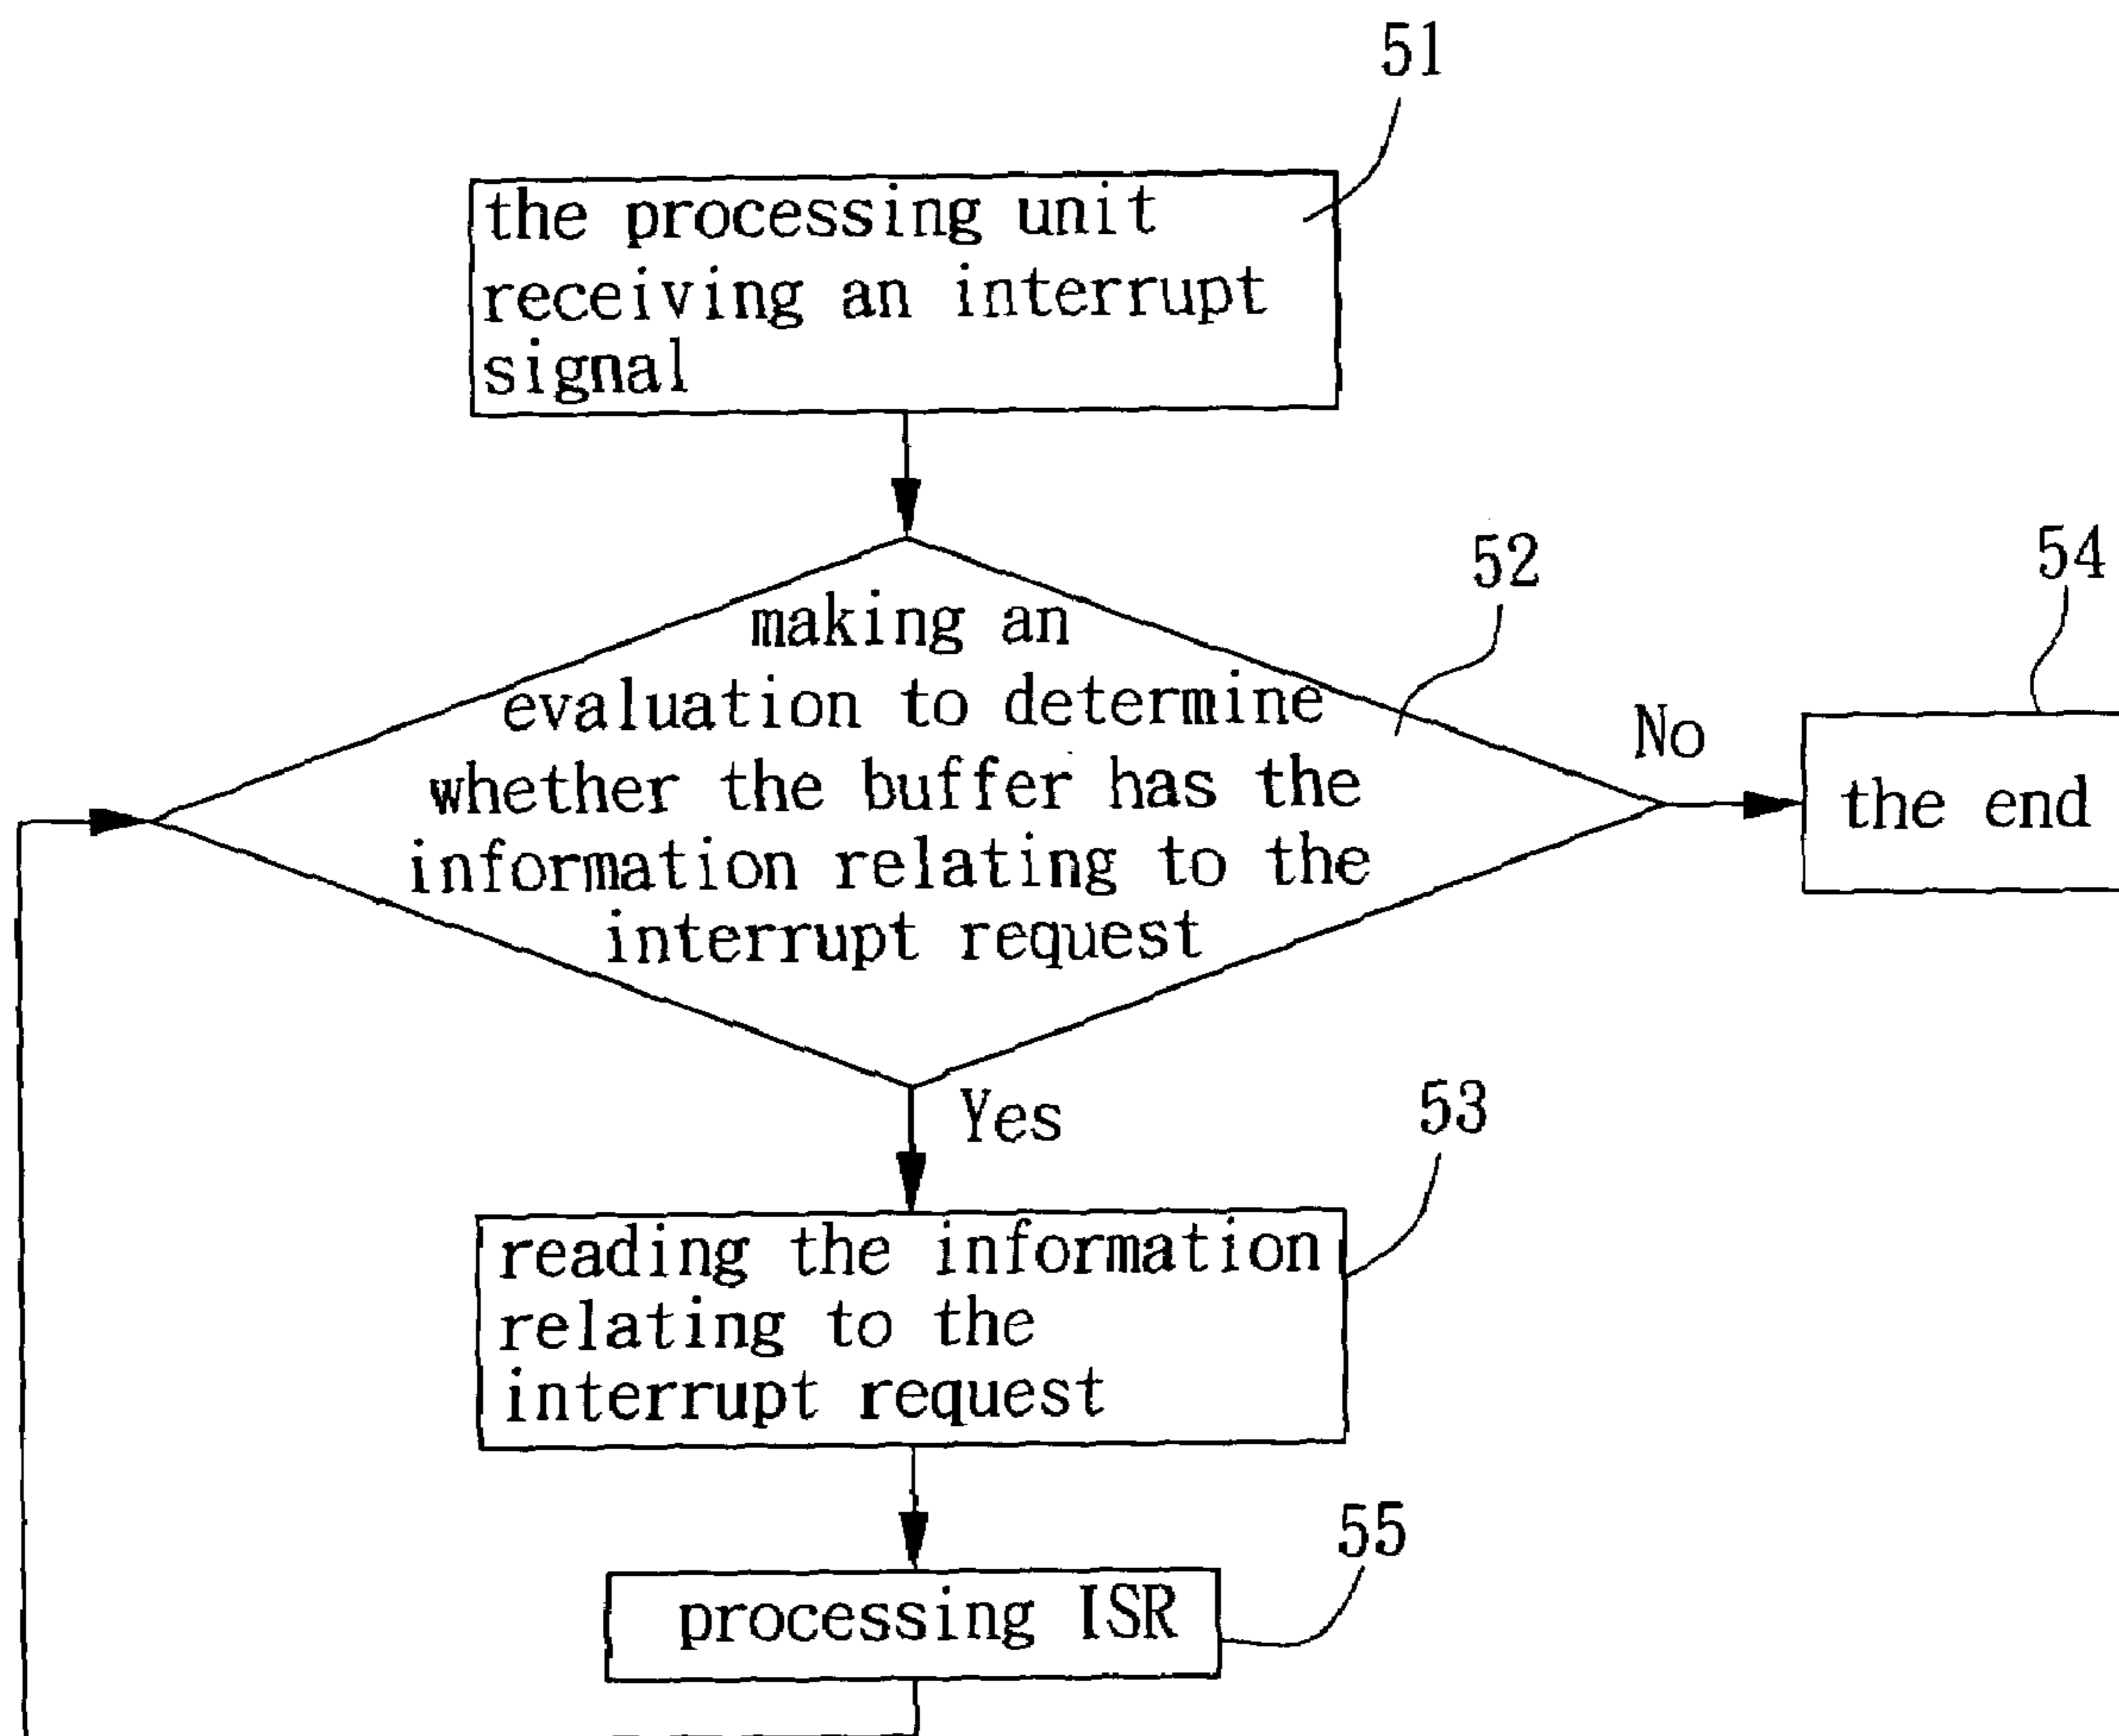 51
the processing unit
receiving an interrupt
signal
52
54
making an
evaluation to determine
whether the buffer has the
information relating to the
interrupt request
No
the end
Yes
53
reading the information
relating to the
interrupt request
55
processing ISR